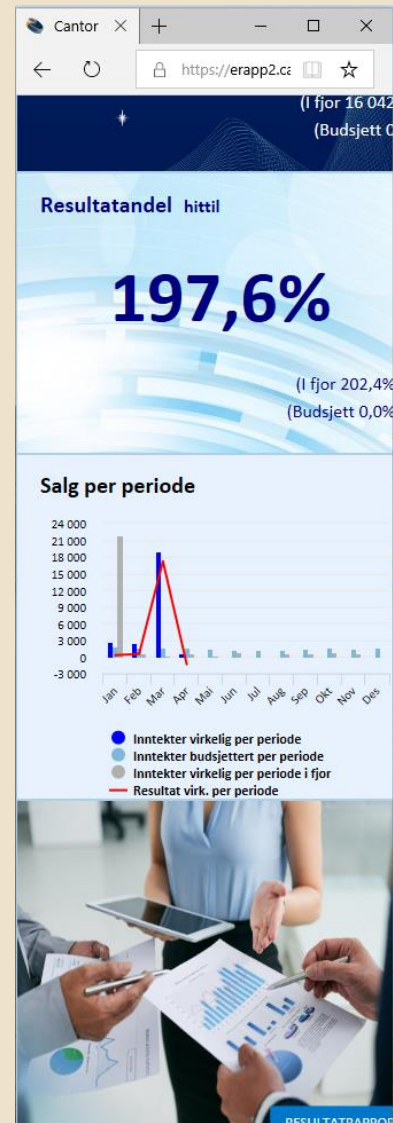 Cantor
https://erapp2.ca
(I fjor 16 042
(Budsjett 0
Resultatandel hittil
197,6%
(I fjor 202,4%
(Budsjett 0,0%
Salg per periode
24 000
21 000
18 000
15 000
12 000
9 000
6 000
3 000
0
-3 000
Jan Feb Mar Apr Mai Jun Jul Aug Sep Okt Nov Des
Inntekter virkelig per periode
Inntekter budsjettert per periode
Inntekter virkelig per periode i fjor
Resultat virk. per periode
RESULTATRAPPOR